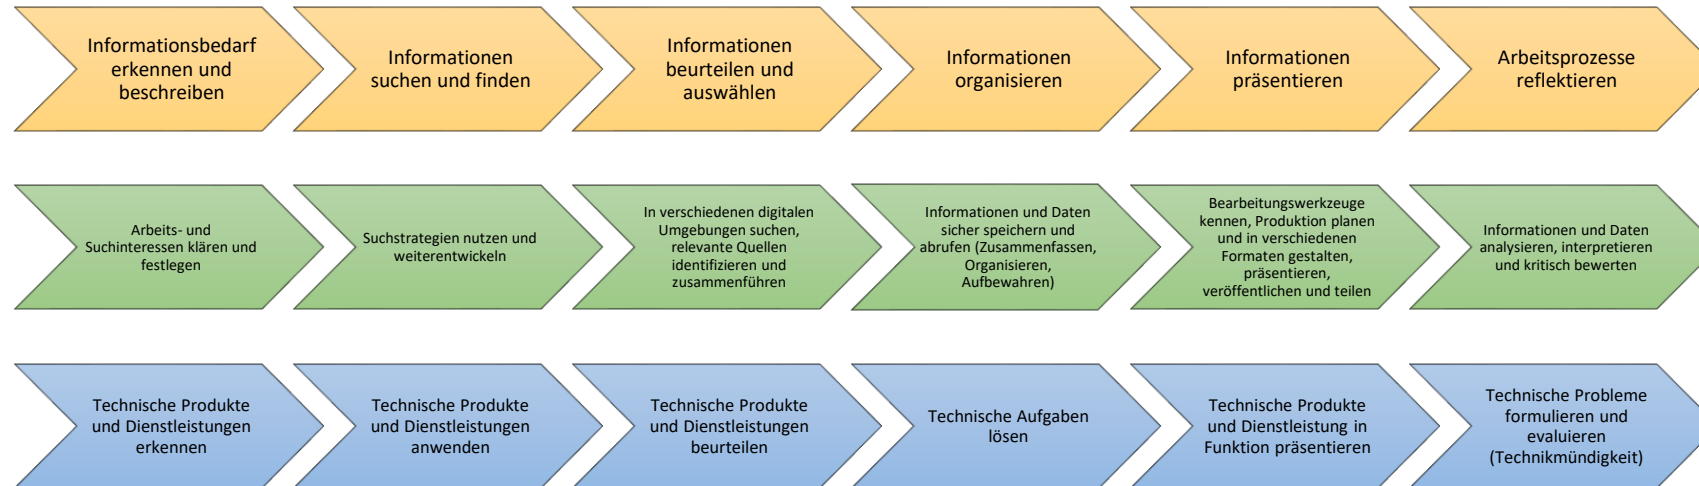 Informationsbedarf
erkennen und
beschreiben
Informationen
suchen und finden
Informationen
beurteilen und
auswählen
Informationen
organisieren
Informationen
präsentieren
Arbeitsprozesse
reflektieren
Arbeits- und
Suchinteressen klären und
festlegen
Suchstrategien nutzen und
weiterentwickeln
In verschiedenen digitalen
Umgebungen suchen,
relevante Quellen
identifizieren und
zusammenführen
Informationen und Daten
sicher speichern und
abrufen (Zusammenfassen,
Organisieren,
Aufbewahren)
Bearbeitungswerkzeuge
kennen, Produktion planen
und in verschiedenen
Formaten gestalten,
präsentieren,
veröffentlichen und teilen
Informationen und Daten
analysieren, interpretieren
und kritisch bewerten
Technische Produkte
und Dienstleistungen
erkennen
Technische Produkte
und Dienstleistungen
anwenden
Technische Produkte
und Dienstleistungen
beurteilen
Technische Aufgaben
lösen
Technische Produkte
und Dienstleistung in
Funktion präsentieren
Technische Probleme
formulieren und
evaluieren
(Technikmündigkeit)